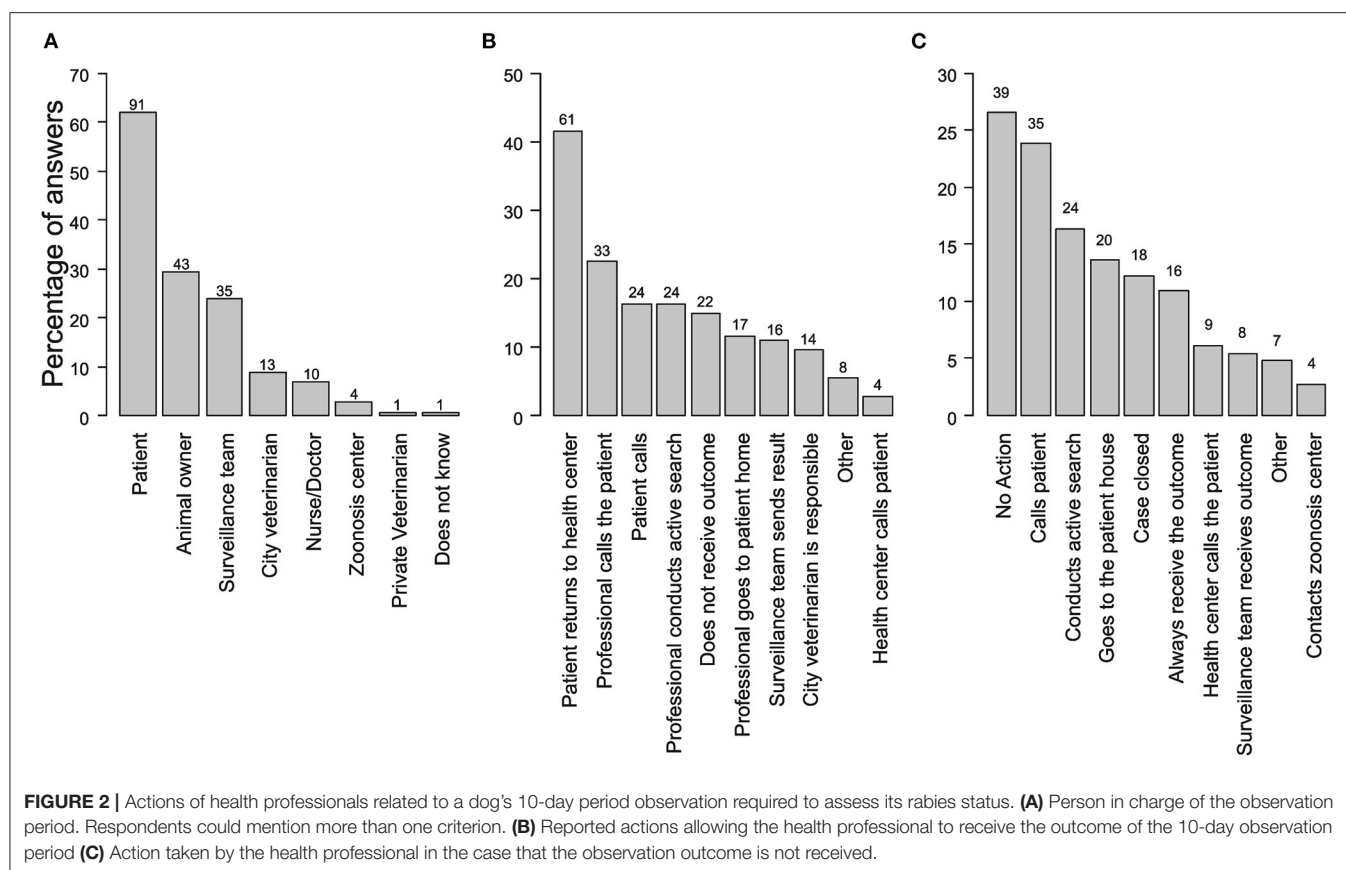 A
Percentage of answers
70
60
50
40
30
20
10
0
91
43
35
13
10
4
1
1
Patient
Animal owner
Surveillance team
City veterinarian
Nurse/Doctor
Zoonosis center
Private Veterinarian
Does not know
B
50
40
30
20
10
0
61
33
24
24
22
17
16
14
8
4
Patient returns to health center
Professional calls the patient
Patient calls
Professional conducts active search
Does not receive outcome
Professional goes to patient home
Surveillance team sends result
City veterinarian is responsible
Other
Health center calls patient
C
30
25
20
15
10
5
0
39
35
24
20
18
16
9
8
7
4
No Action
Calls patient
Conducts active search
Goes to the patient house
Case closed
Always receive the outcome
Health center calls the patient
Surveillance team receives outcome
Other
Contacts zoonosis center
FIGURE 2 | Actions of health professionals related to a dog's 10-day period observation required to assess its rabies status. (A) Person in charge of the observation
period. Respondents could mention more than one criterion. (B) Reported actions allowing the health professional to receive the outcome of the 10-day observation
period (C) Action taken by the health professional in the case that the observation outcome is not received.